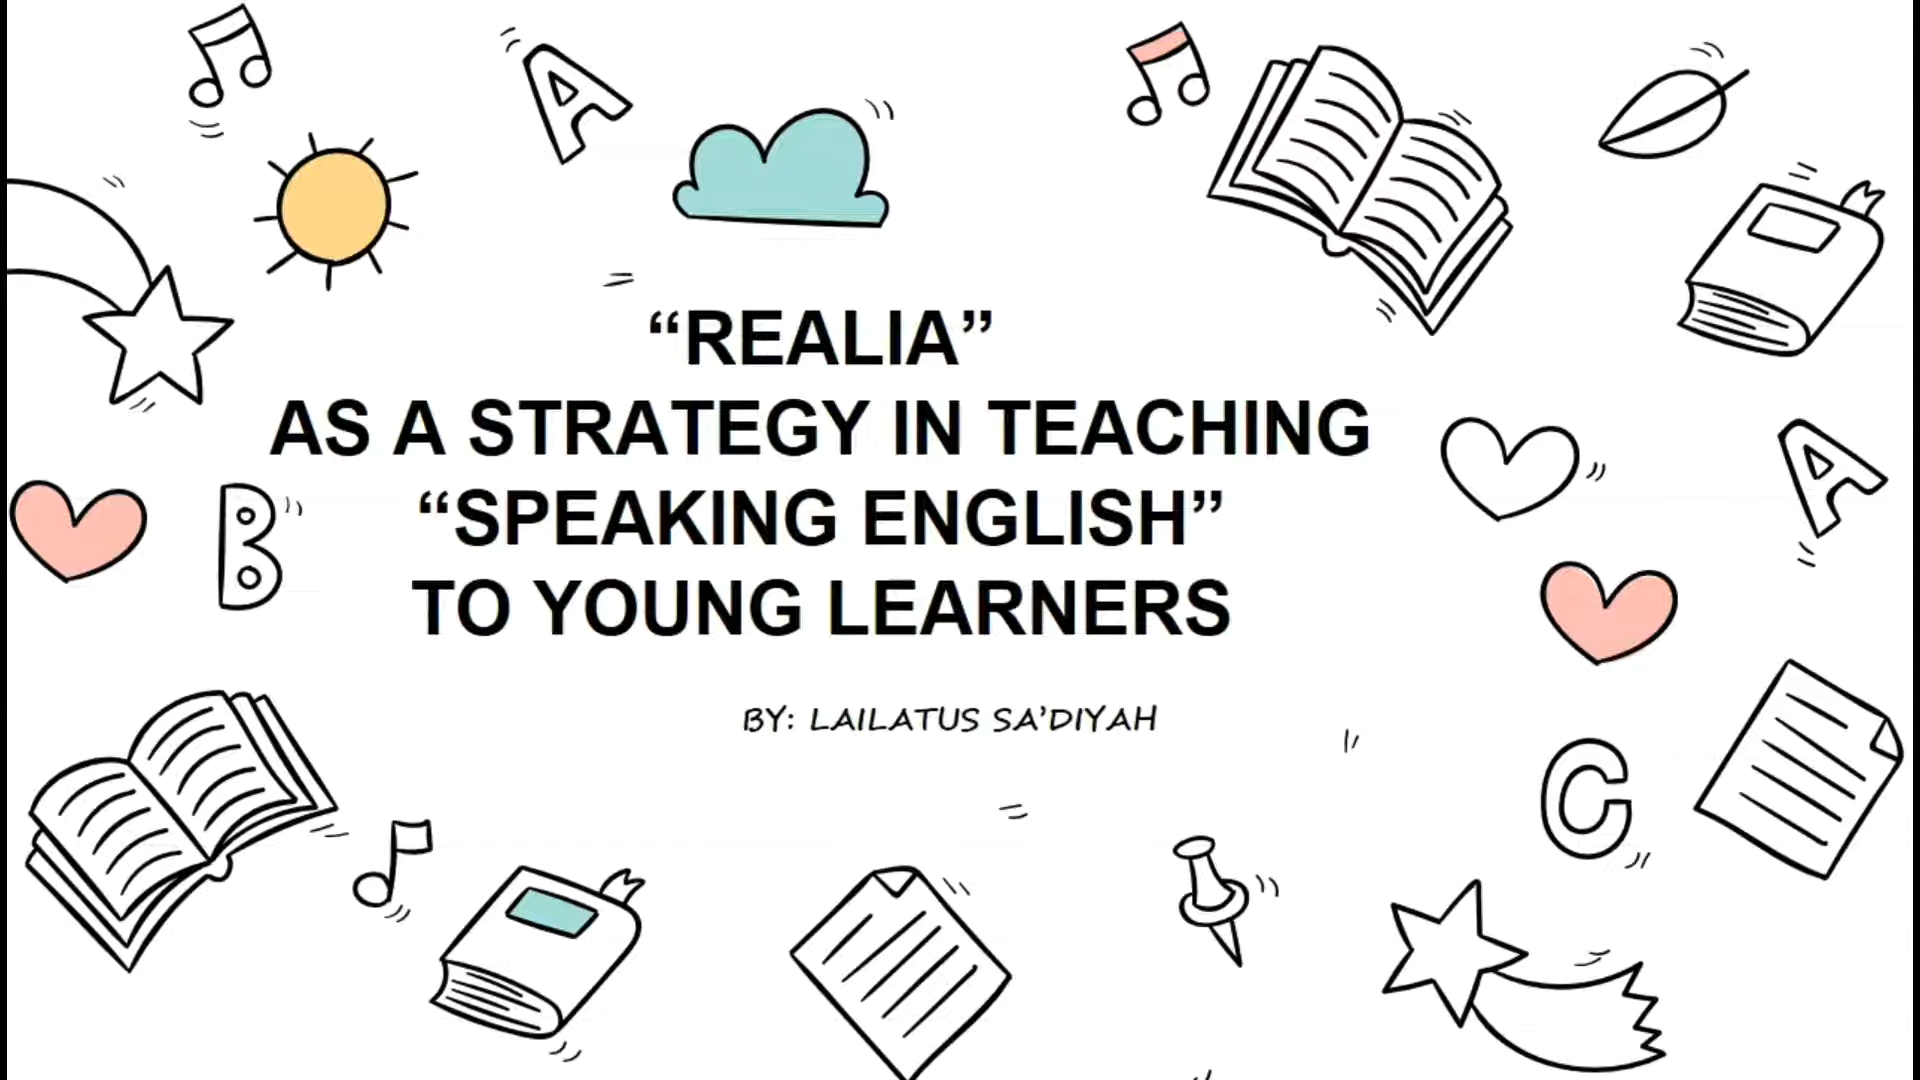 “REALIA”
AS A STRATEGY IN TEACHING
“SPEAKING ENGLISH”
TO YOUNG LEARNERS
BY: LAILATUS SA’DIYAH
A
B
A
C